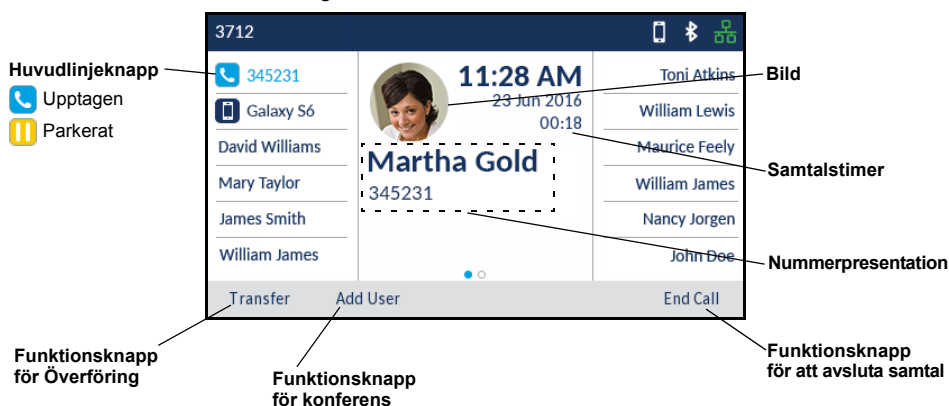 3712
Huvudlinjeknapp
Upptagen
Parkerat
345231
Galaxy S6
David Williams
Mary Taylor
James Smith
William James
11:28 AM
23 Jun 2016
00:18
Martha Gold
345231
Toni Atkins
William Lewis
Maurice Feely
William James
Nancy Jorgen
John Doe
Bild
Samtalstimer
Nummerpresentation
Transfer
Add User
End Call
Funktionsknapp
för Överföring
Funktionsknapp
för konferens
Funktionsknapp
för att avsluta samtal